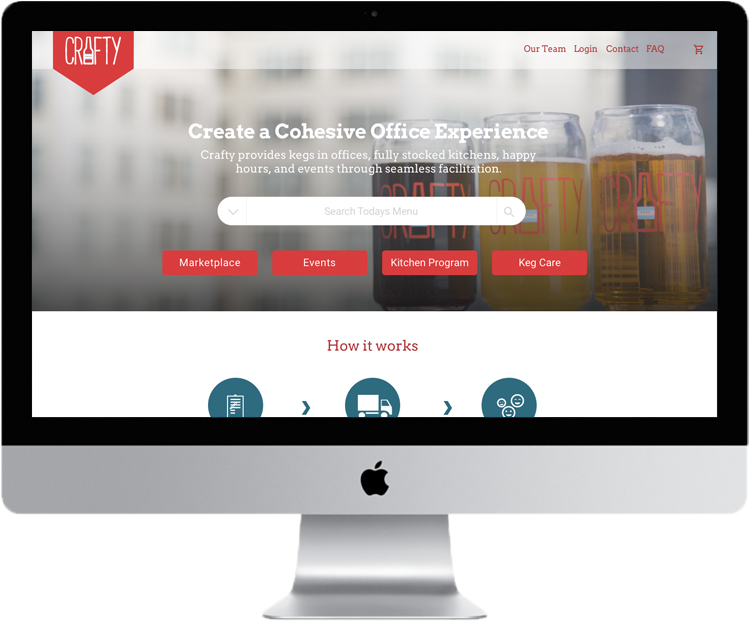 CRAFTY
Our Team Login Contact FAQ
Create a Cohesive Office Experience
Crafty provides kegs in offices, fully stocked kitchens, happy
hours, and events through seamless facilitation.
Search Todays Menu
CRAFTY CRAFTY CRAFTY
Marketplace Events Kitchen Program Keg Care
How it works